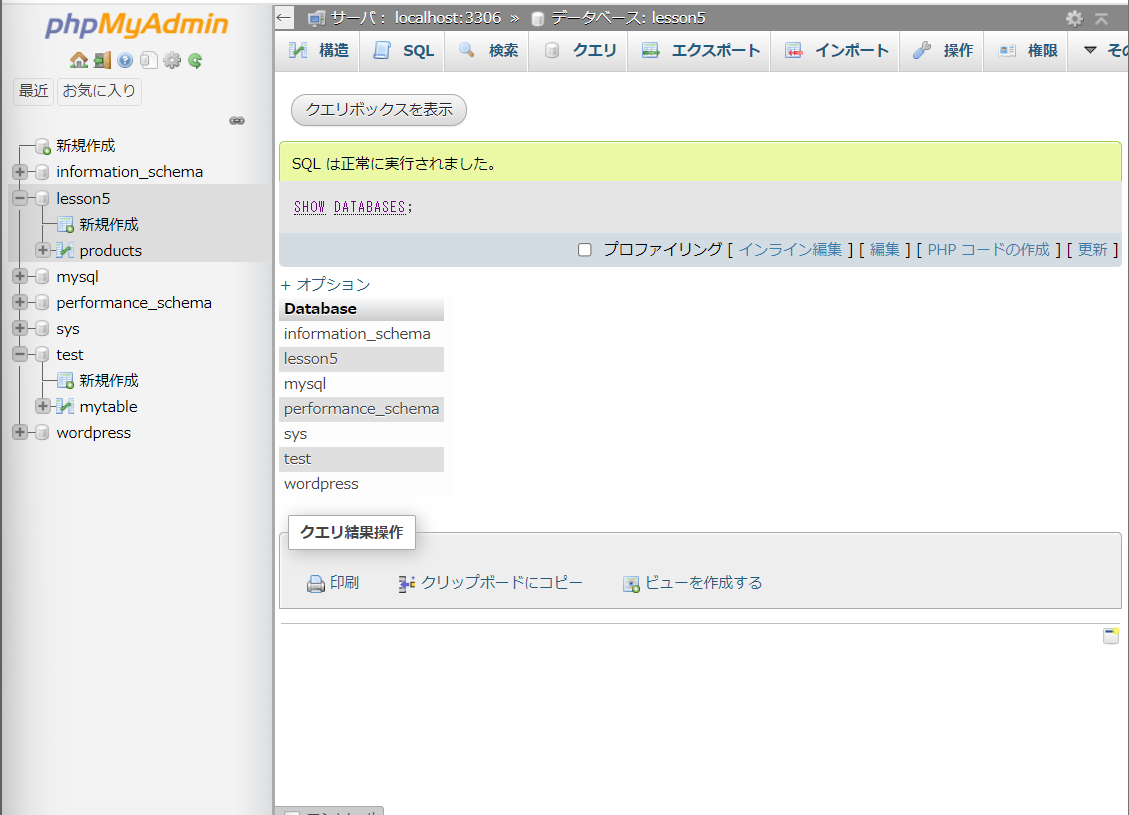 phpMyAdmin
最近 お気に入り
新規作成
information_schema
lesson5
新規作成
products
mysql
performance_schema
sys
test
新規作成
mytable
wordpress
サーバ: localhost:3306 » データベース: lesson5
構造 SQL 検索 クエリ エクスポート インポート 操作 権限
クエリボックスを表示
SQL は正常に実行されました。
SHOW DATABASES;
プロファイリング [ インライン編集 ] [ 編集 ] [ PHP コードの作成 ] [ 更新 ]
+ オプション
Database
information_schema
lesson5
mysql
performance_schema
sys
test
wordpress
クエリ結果操作
印刷 クリップボードにコピー ビューを作成する